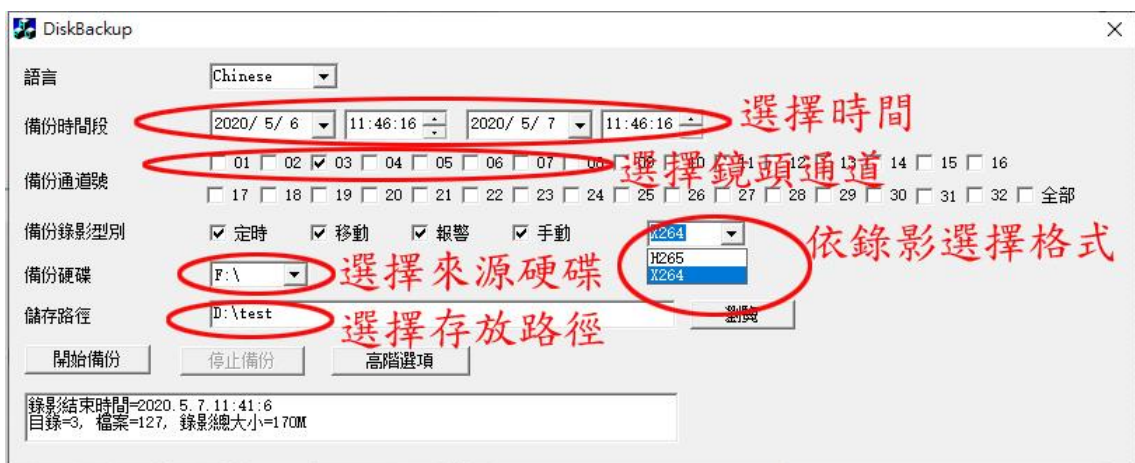 DiskBackup
語言 Chinese
備份時間段 2020/ 5/ 6 11:46:16 2020/ 5/ 7 11:46:16 選擇時間
備份通道號 01 02 03 04 05 06 07 08 09 10 11 12 13 14 15 16
選擇鏡頭通道
17 18 19 20 21 22 23 24 25 26 27 28 29 30 31 32 全部
備份錄影型別 定時 移動 報警 手動 X264
H265
X264
依錄影選擇格式
備份硬碟 F:\ 選擇來源硬碟
儲存路徑 D:\test 瀏覽
選擇存放路徑
開始備份 停止備份 高階選項
錄影結束時間=2020.5.7.11:41:6
目錄=3, 檔案=127, 錄影總大小=170M